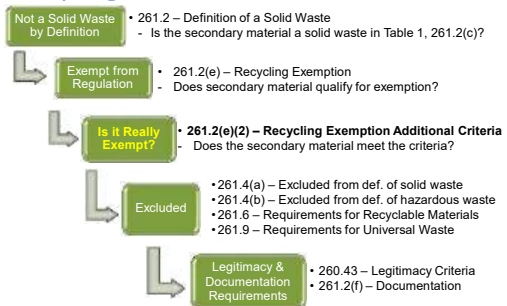 Not a Solid Waste
by Definition
• 261.2 – Definition of a Solid Waste
- Is the secondary material a solid waste in Table 1, 261.2(c)?
Exempt from
Regulation
• 261.2(e) – Recycling Exemption
- Does secondary material qualify for exemption?
Is it Really
Exempt?
• 261.2(e)(2) – Recycling Exemption Additional Criteria
- Does the secondary material meet the criteria?
Excluded
•261.4(a) – Excluded from def. of solid waste
•261.4(b) – Excluded from def. of hazardous waste
•261.6 – Requirements for Recyclable Materials
•261.9 – Requirements for Universal Waste
Legitimacy &
Documentation
Requirements
• 260.43 – Legitimacy Criteria
• 261.2(f) – Documentation